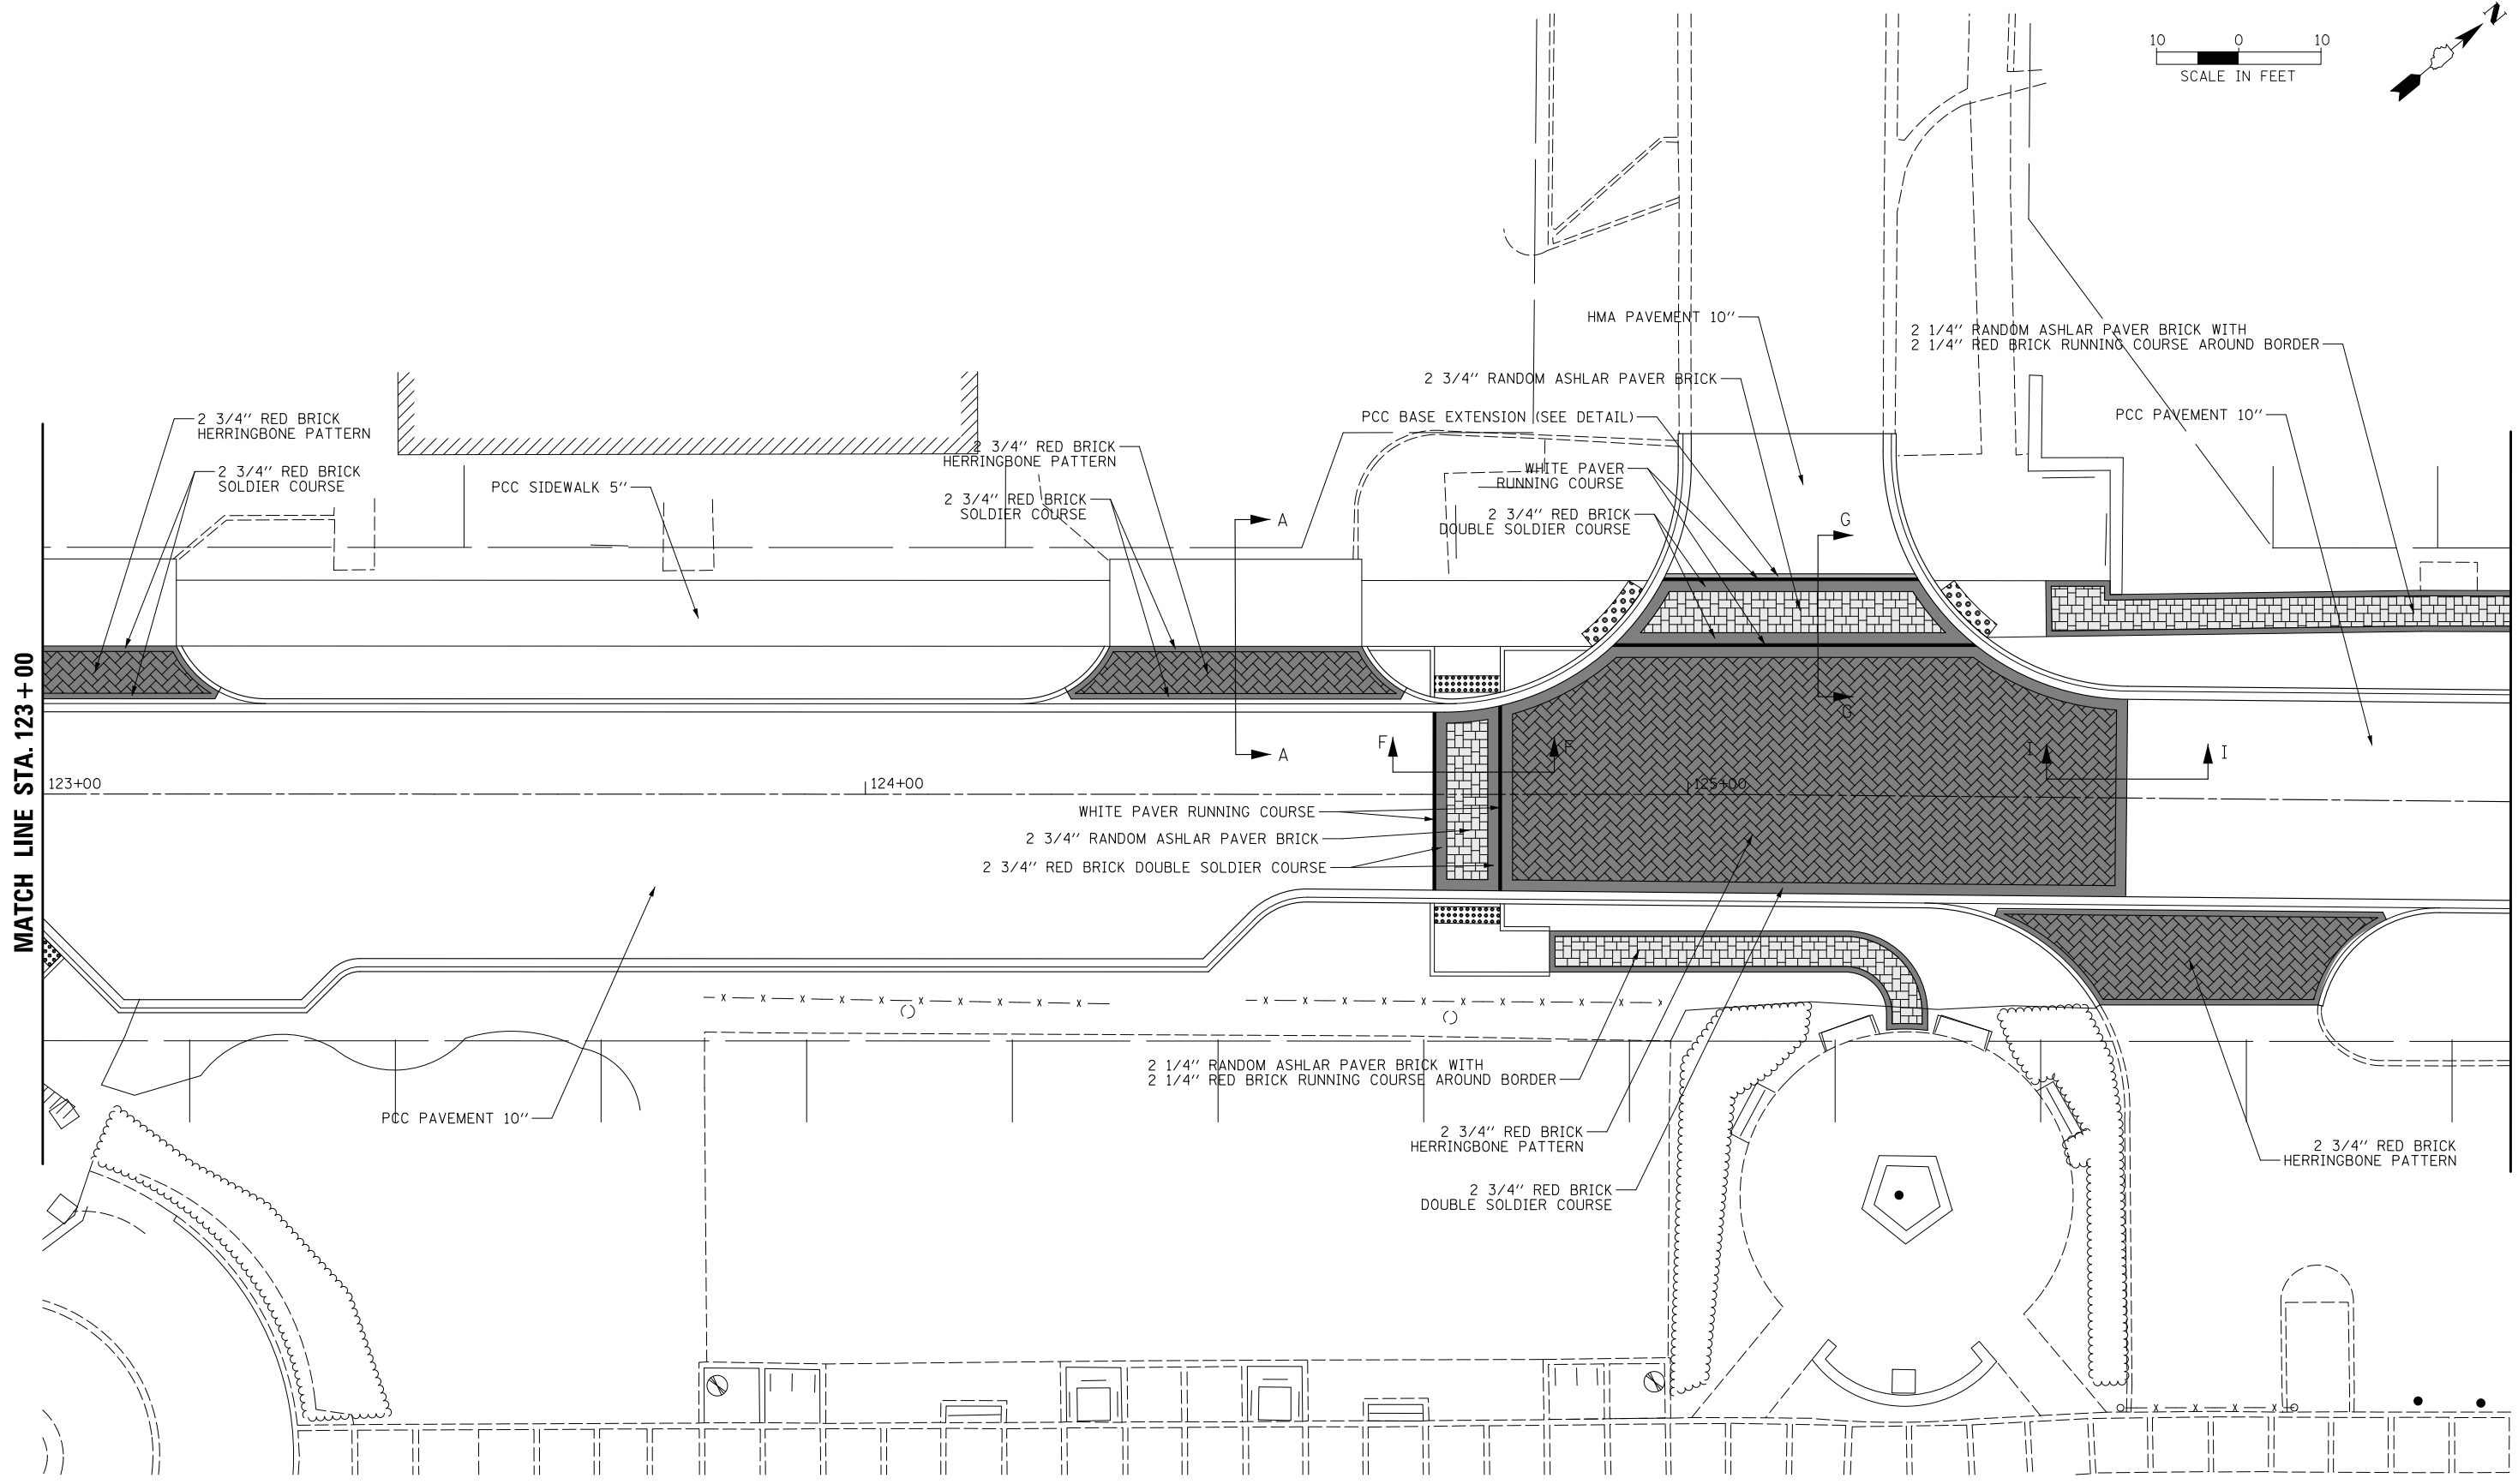 N
10 0 10
SCALE IN FEET
HMA PAVEMENT 10"
2 1/4" RANDOM ASHLAR PAVER BRICK WITH
2 1/4" RED BRICK RUNNING COURSE AROUND BORDER
2 3/4" RANDOM ASHLAR PAVER BRICK
PCC BASE EXTENSION (SEE DETAIL)
PCC PAVEMENT 10"
2 3/4" RED BRICK
HERRINGBONE PATTERN
2 3/4" RED BRICK
SOLDIER COURSE
PCC SIDEWALK 5"
2 3/4" RED BRICK
HERRINGBONE PATTERN
2 3/4" RED BRICK
SOLDIER COURSE
WHITE PAVER
RUNNING COURSE
2 3/4" RED BRICK
DOUBLE SOLDIER COURSE
A
G
MATCH LINE STA. 123+00
G
F
F
A
I
I
123+00
124+00
125+00
WHITE PAVER RUNNING COURSE
2 3/4" RANDOM ASHLAR PAVER BRICK
2 3/4" RED BRICK DOUBLE SOLDIER COURSE
x x x x x x x x x x
x x x x x x x x x x x
2 1/4" RANDOM ASHLAR PAVER BRICK WITH
2 1/4" RED BRICK RUNNING COURSE AROUND BORDER
PCC PAVEMENT 10"
2 3/4" RED BRICK
HERRINGBONE PATTERN
2 3/4" RED BRICK
HERRINGBONE PATTERN
2 3/4" RED BRICK
DOUBLE SOLDIER COURSE
x x x x